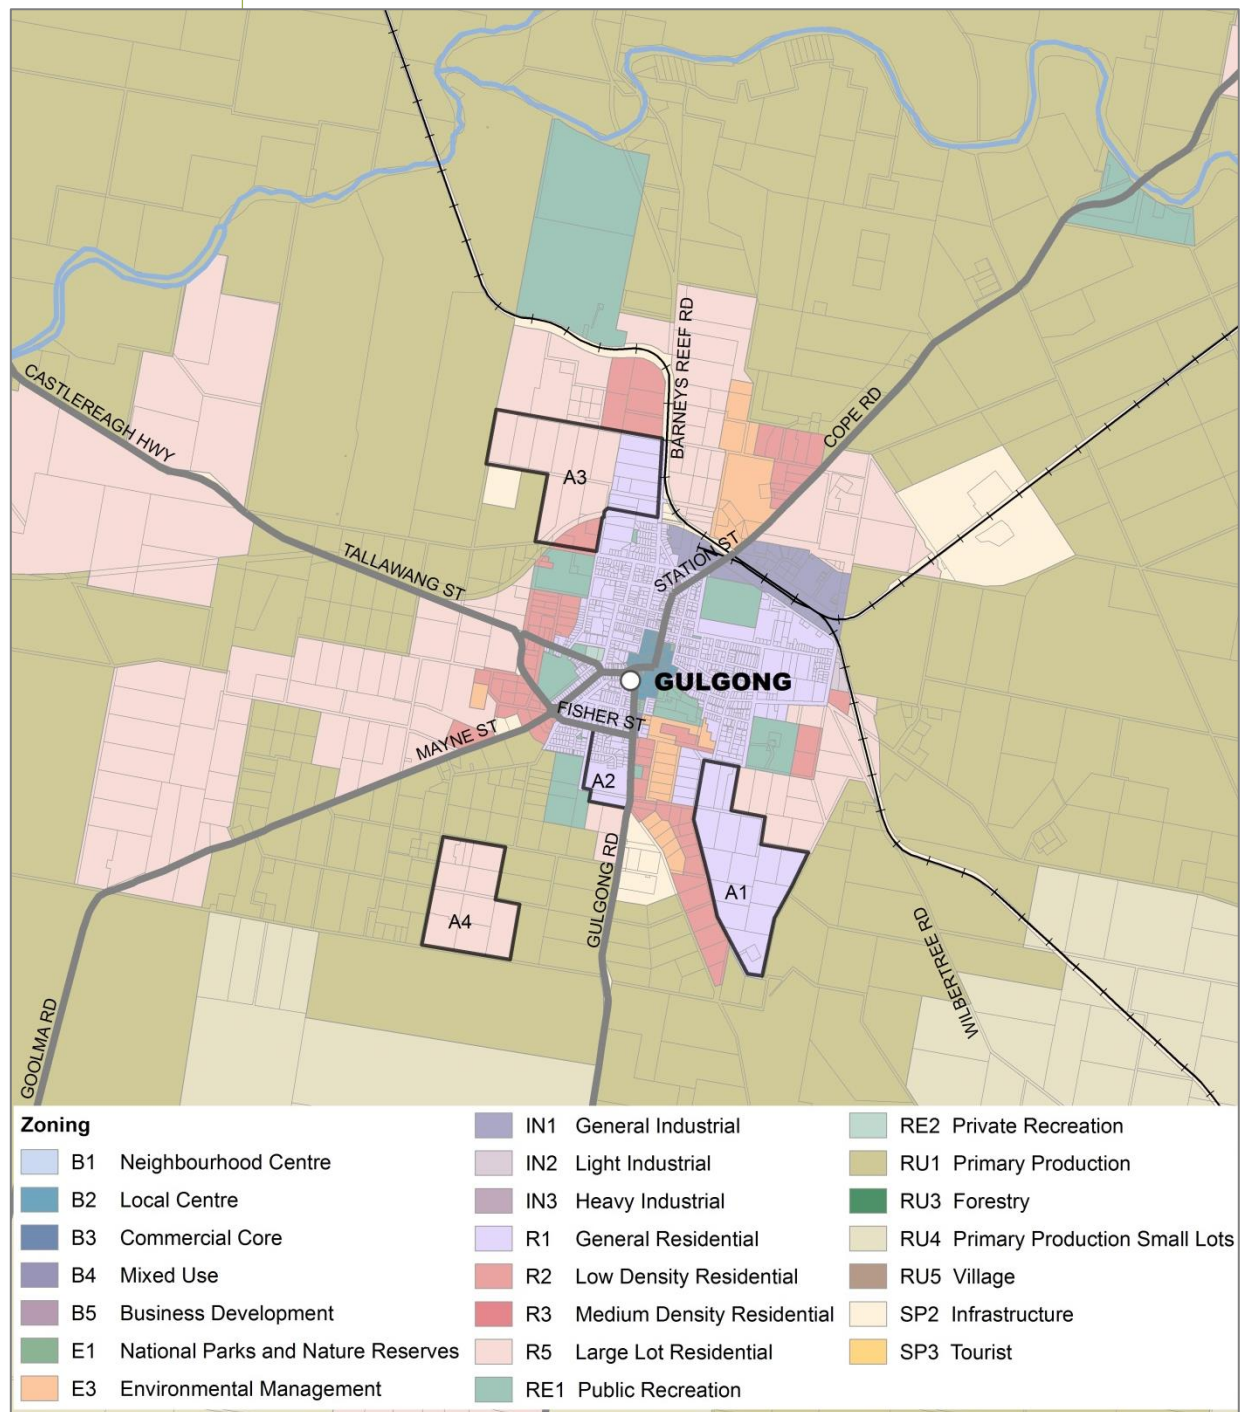 BARNEYS REEF RD
CASTLEREAGH HWY
COPE RD
A3
STATION ST
TALLAWANG ST
GULGONG
FISHER ST
MAYNE ST
A2
GULGONG RD
A1
A4
WILBERTREE RD
GOOLMA RD
Zoning
B1 Neighbourhood Centre
B2 Local Centre
B3 Commercial Core
B4 Mixed Use
B5 Business Development
E1 National Parks and Nature Reserves
E3 Environmental Management
IN1 General Industrial
IN2 Light Industrial
IN3 Heavy Industrial
R1 General Residential
R2 Low Density Residential
R3 Medium Density Residential
R5 Large Lot Residential
RE1 Public Recreation
RE2 Private Recreation
RU1 Primary Production
RU3 Forestry
RU4 Primary Production Small Lots
RU5 Village
SP2 Infrastructure
SP3 Tourist